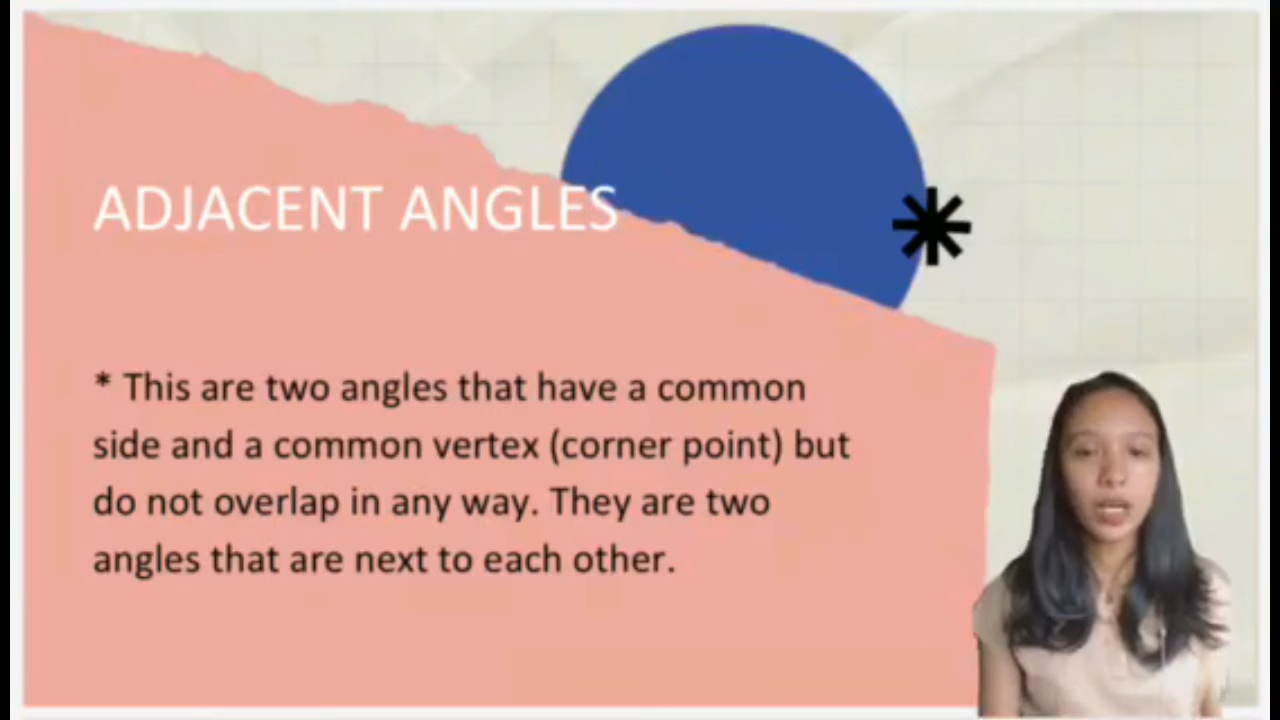 ADJACENT ANGLES
* This are two angles that have a common
side and a common vertex (corner point) but
do not overlap in any way. They are two
angles that are next to each other.